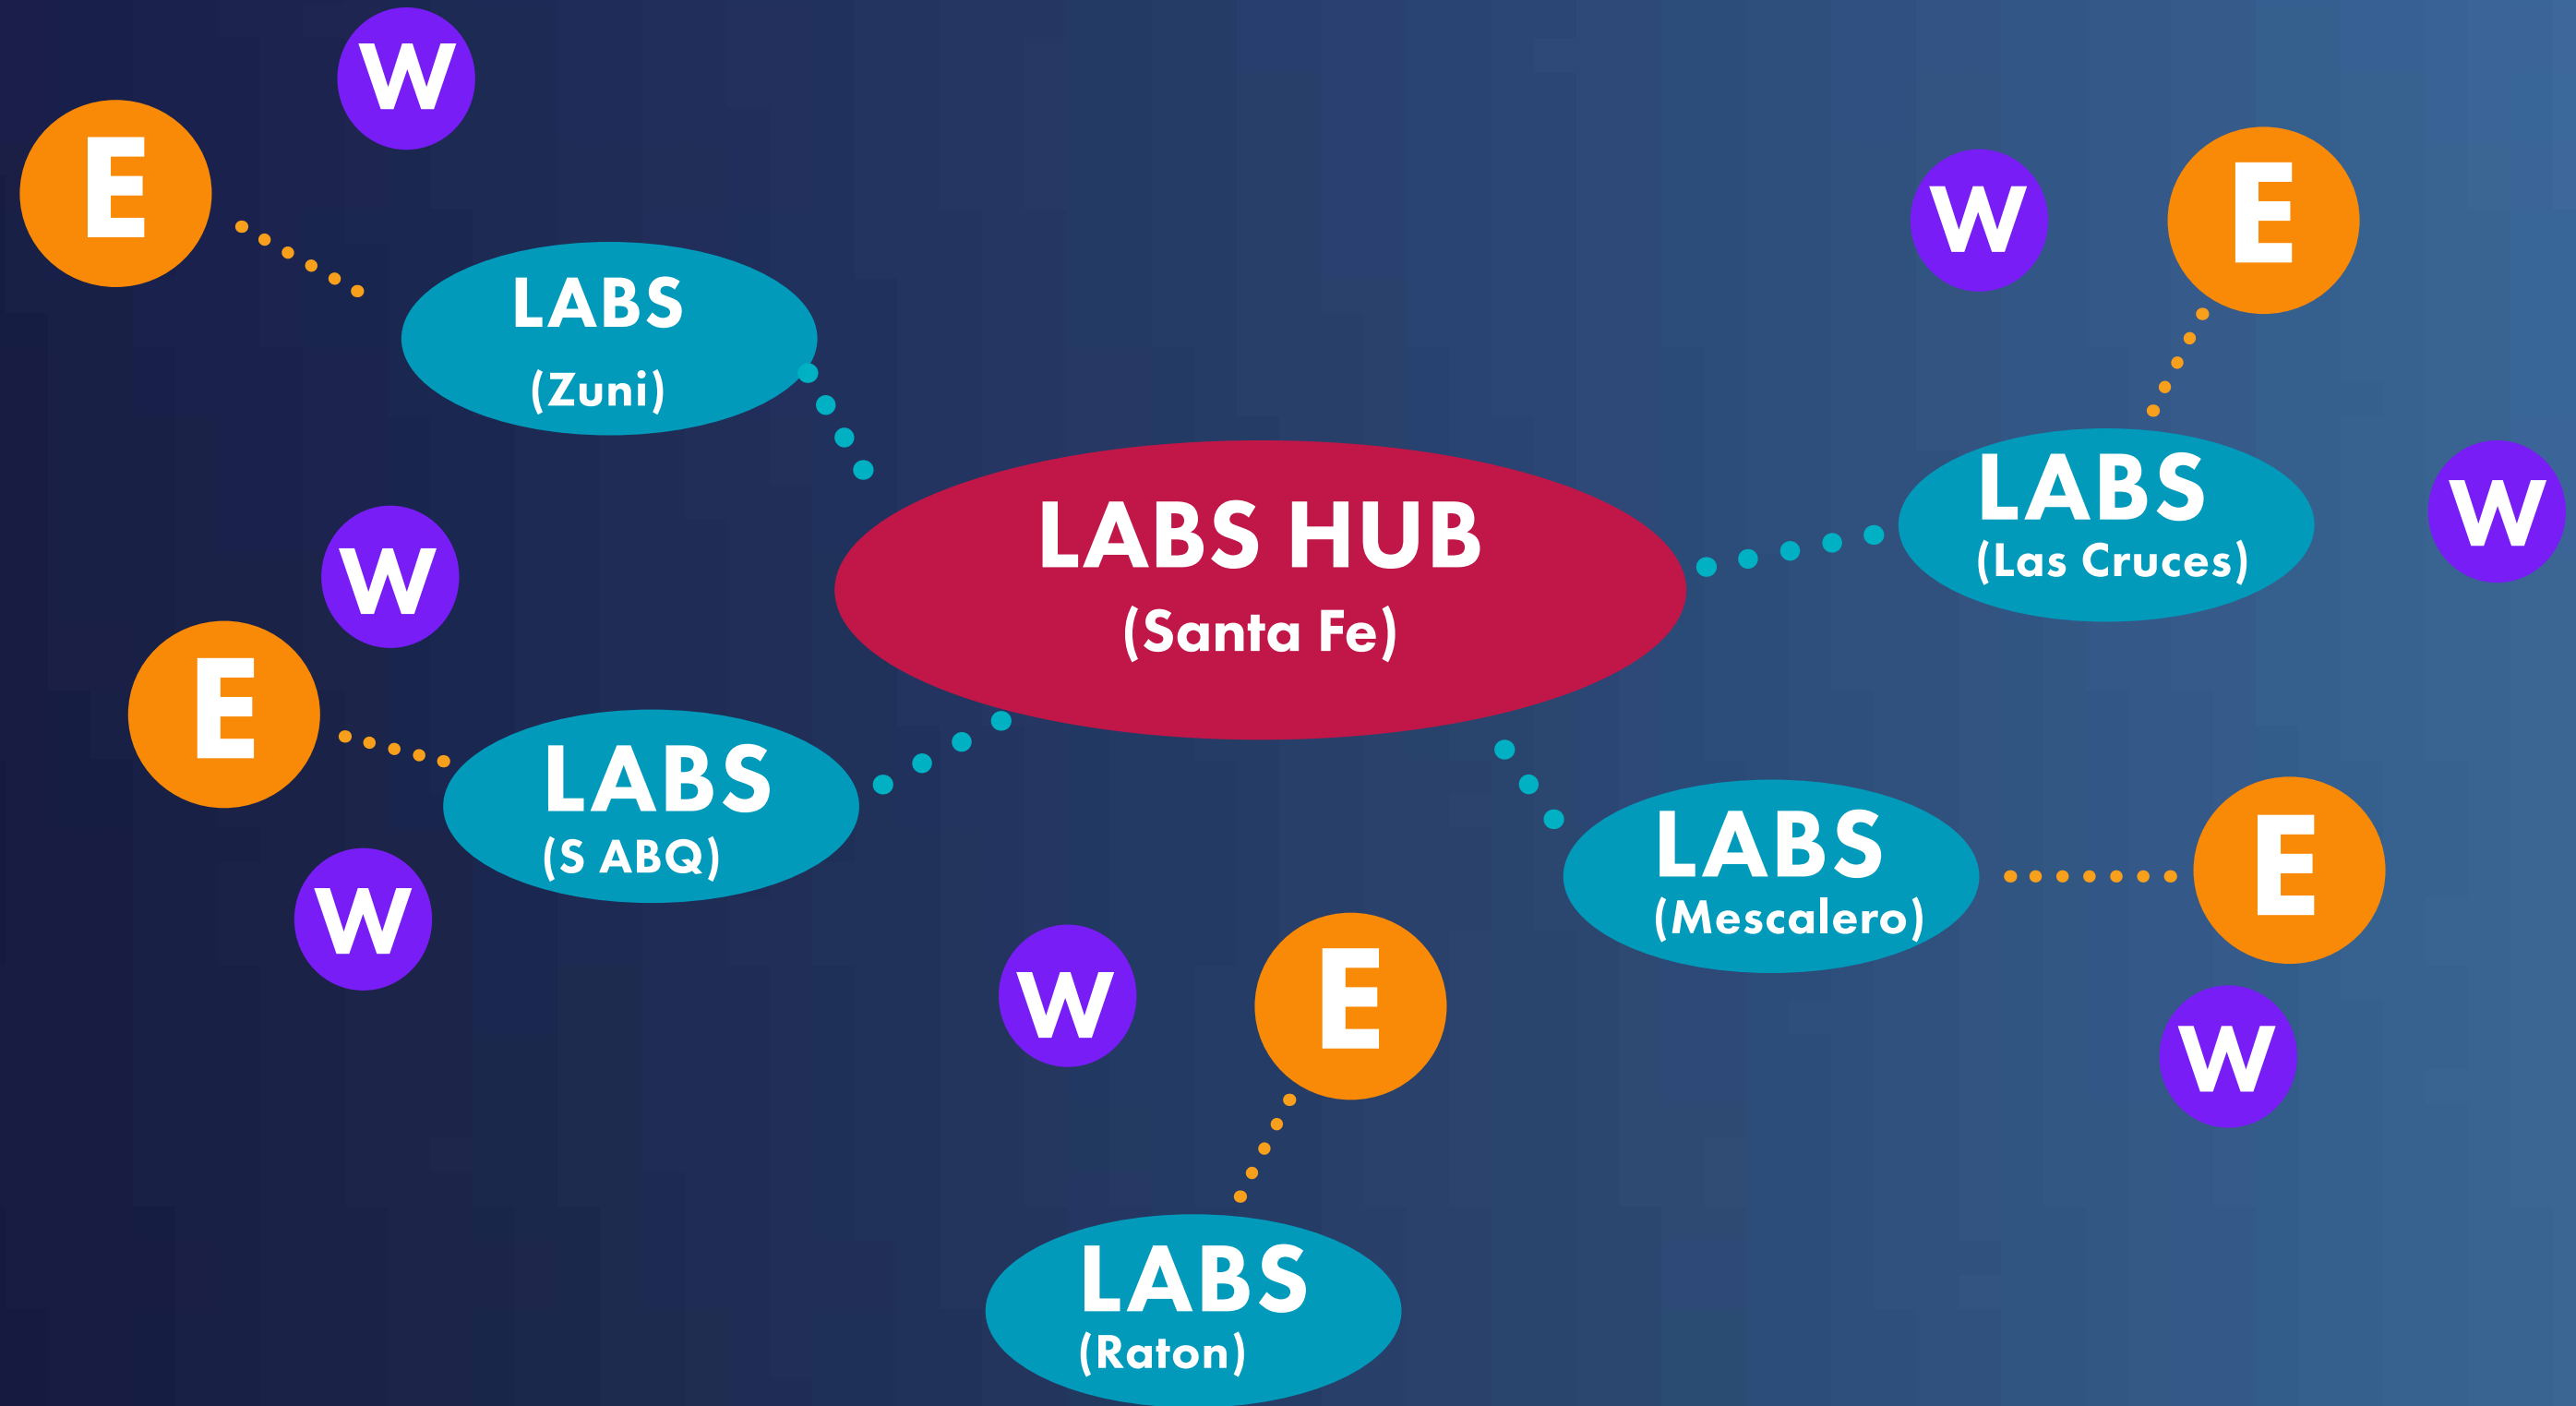 W
E
W
E
LABS
(Zuni)
LABS HUB
(Santa Fe)
LABS
(Las Cruces)
W
W
E
LABS
(S ABQ)
W
LABS
(Mescalero)
E
W
W
E
LABS
(Raton)